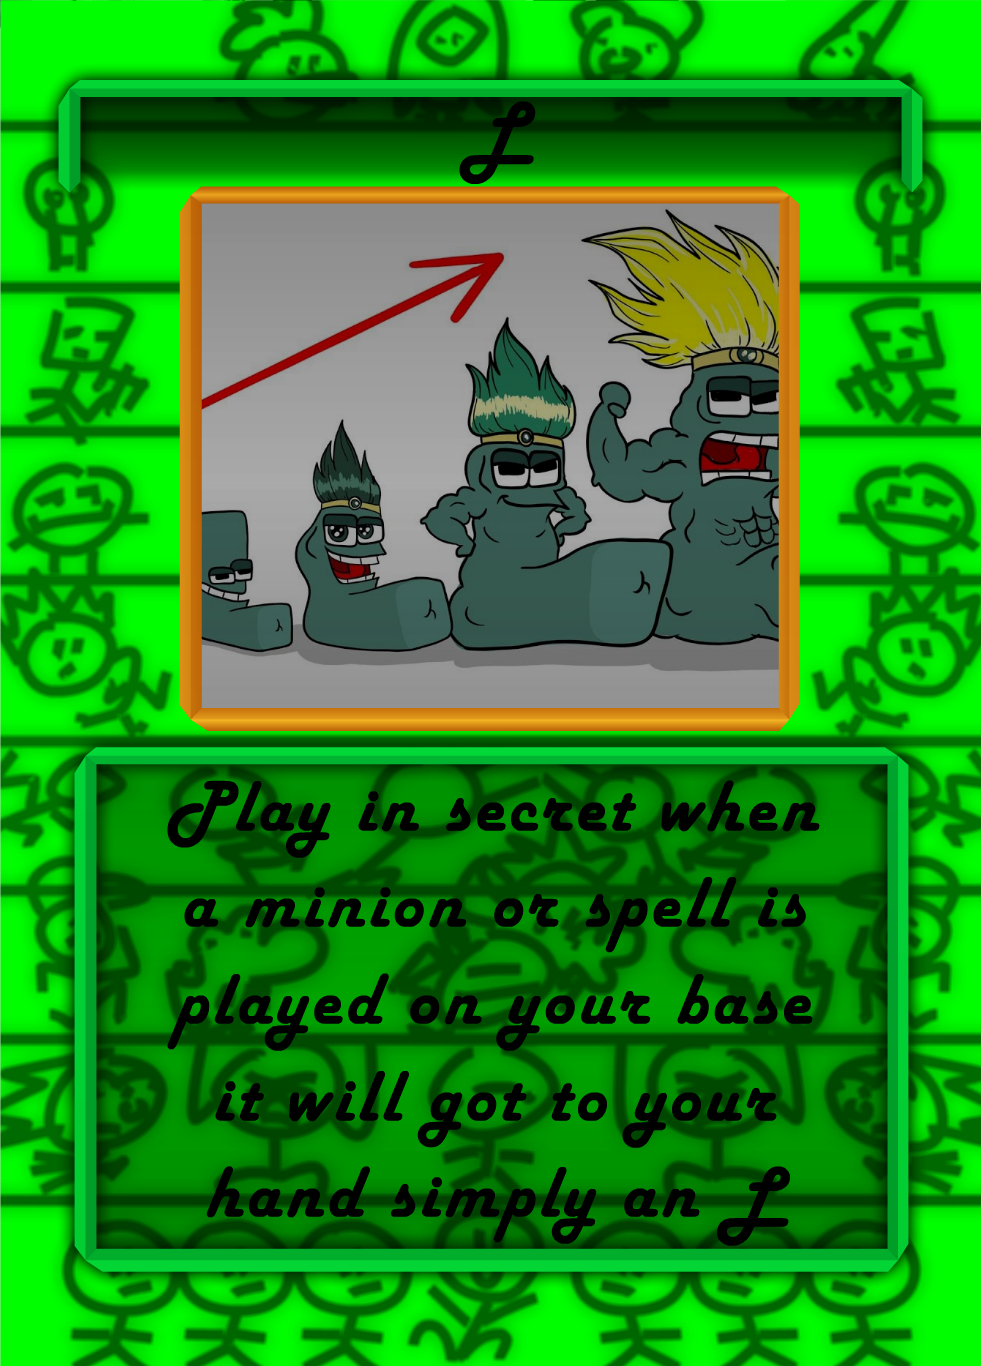 L
Play in secret when
a minion or spell is
played on your base
it will got to your
hand simply an L